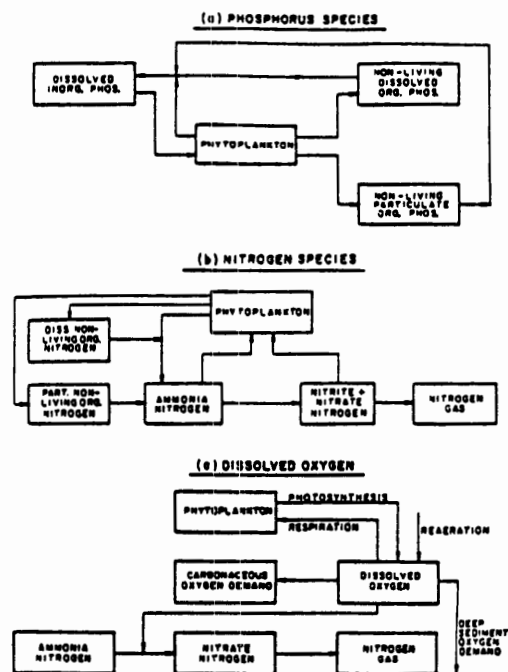 (a) PHOSPHORUS SPECIES
DISSOLVED
INORG. PHOS.
NON-LIVING
DISSOLVED
ORG. PHOS.
PHYTOPLANKTON
NON-LIVING
PARTICULATE
ORG. PHOS.
(b) NITROGEN SPECIES
PHYTOPLANKTON
DISS NON-
LIVING ORG.
NITROGEN
PART. NON-
LIVING ORG.
NITROGEN
AMMONIA
NITROGEN
NITRITE +
NITRATE
NITROGEN
NITROGEN
GAS
(c) DISSOLVED OXYGEN
PHYTOPLANKTON
PHOTOSYNTHESIS
RESPIRATION
REAERATION
CARBONACEOUS
OXYGEN DEMAND
DISSOLVED
OXYGEN
DEEP
SEDIMENT
OXYGEN
DEMAND
AMMONIA
NITROGEN
NITRATE
NITROGEN
NITROGEN
GAS